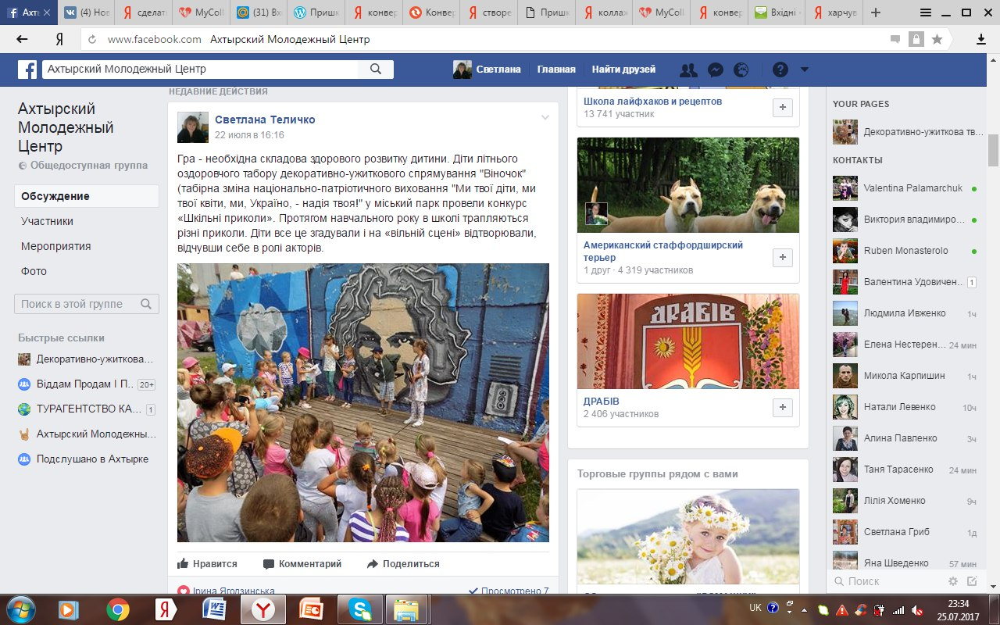 Ахты
(4) Нов
сделать
MyColl
(31) Вх
Пришк
конвер
Конвер
створе
Пришк
коллаж
MyColl
конвер
Вхідні
харчув
www.facebook.com Ахтырский Молодежный Центр
Ахтырский Молодежный Центр
Светлана
Главная
Найти друзей
Ахтырский
Молодежный
Центр
Общедоступная группа
Обсуждение
Участники
Мероприятия
Фото
Поиск в этой группе
Быстрые ссылки
Декоративно-ужиткова...
Віддам Продам І П... 20+
ТУРАГЕНТСТВО КА... 1
Ахтырский Молодежны...
Подслушано в Ахтырке
НЕДАВНИЕ ДЕЙСТВИЯ
Светлана Теличко
22 июля в 16:16
Гра - необхідна складова здорового розвитку дитини. Діти літнього
оздоровчого табору декоративно-ужиткового спрямування "Віночок"
(табірна зміна національно-патріотичного виховання "Ми твої діти, ми
твої квіти, ми, Україно, - надія твоя!" у міський парк провели конкурс
«Шкільні приколи». Протягом навчального року в школі трапляються
різні приколи. Діти все це згадували і на «вільній сцені» відтворювали,
відчувши себе в ролі акторів.
Нравится
Комментарий
Поделиться
Ірина Ягодзинська
Просмотрено 7
Школа лайфхаков и рецептов
13 741 участник
Американский стаффордширский
терьер
1 друг · 4 319 участников
ДРАБІВ
ДРАБІВ
2 406 участников
Торговые группы рядом с вами
YOUR PAGES
Декоративно-ужиткова тв...
КОНТАКТЫ
Valentina Palamarchuk
Виктория владимиро...
Ruben Monasterolo
Валентина Удовичен... 1
Людмила Ивженко 1ч
Елена Нестерен... 24 мин
Микола Карпишин 1ч
Натали Левенко 10ч
Алина Павленко 3ч
Таня Тарасенко 24 мин
Лілія Хоменко 9ч
Светлана Гриб 1д
Яна Шведенко 57 мин
Поиск
UK
23:34
25.07.2017